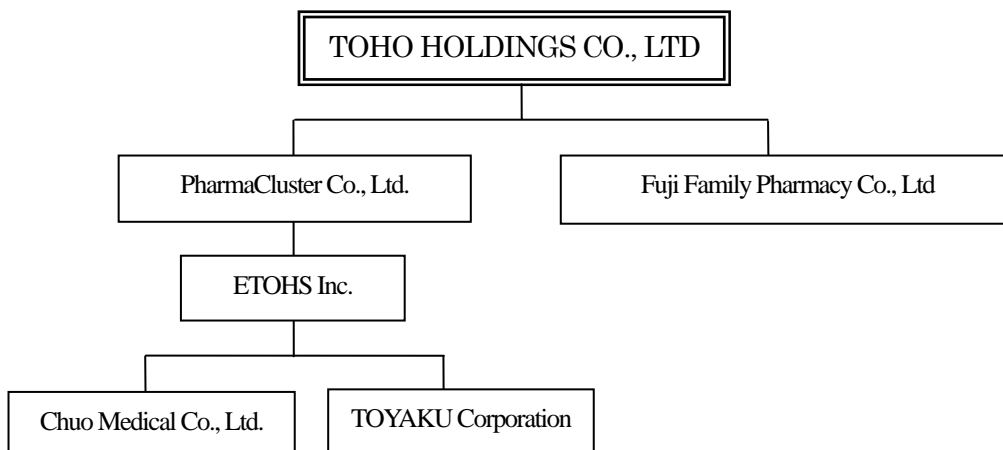 TOHO HOLDINGS CO., LTD
PharmaCluster Co., Ltd.
Fuji Family Pharmacy Co., Ltd
ETOHS Inc.
Chuo Medical Co., Ltd.
TOYAKU Corporation